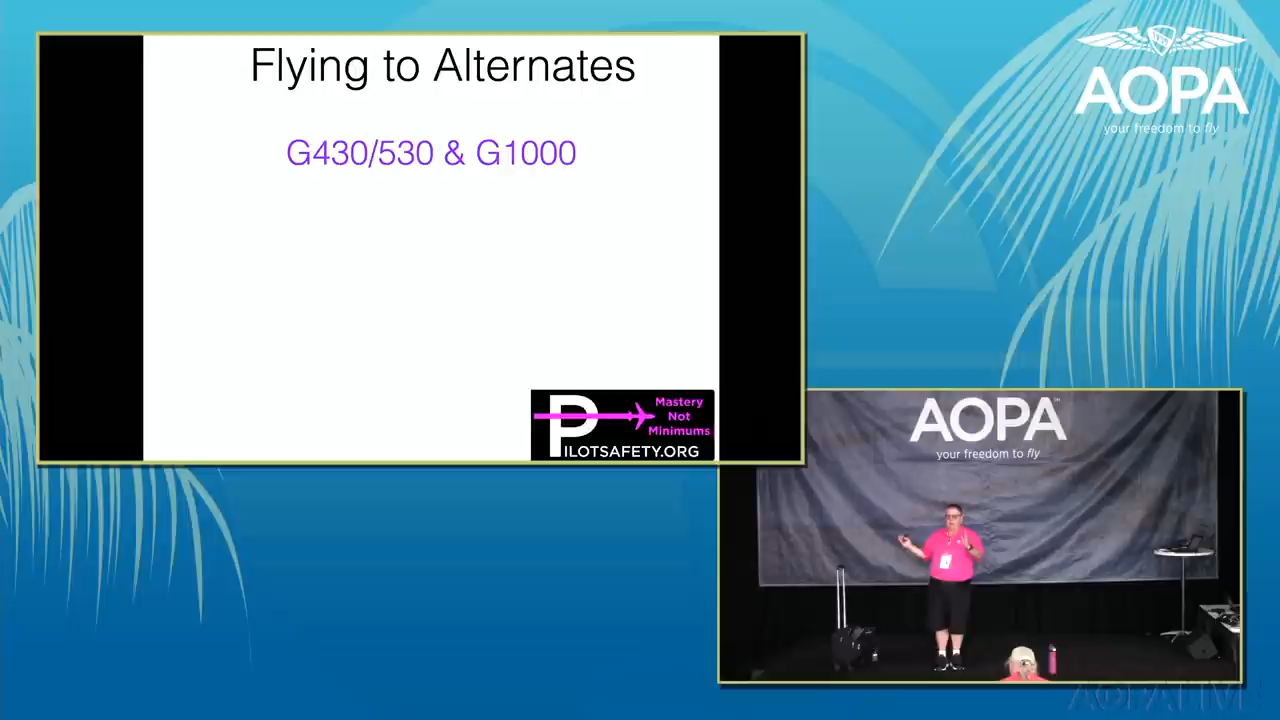 Flying to Alternates
G430/530 & G1000
Mastery
Not
Minimums
PILOTSAFETY.ORG
AOPA
your freedom to fly
AOPA
your freedom to fly
AOPALIVE